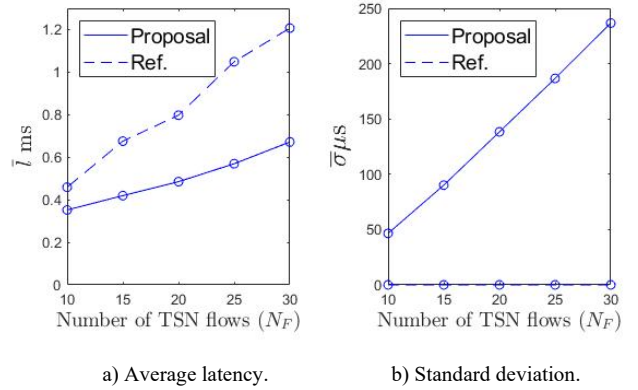 1.2
1
0.8
0.6
0.4
0.2
0
l̄ ms
Proposal
Ref.
10 15 20 25 30
Number of TSN flows (N_F)
a) Average latency.
250
200
150
100
50
0
σ̄ μs
Proposal
Ref.
10 15 20 25 30
Number of TSN flows (N_F)
b) Standard deviation.